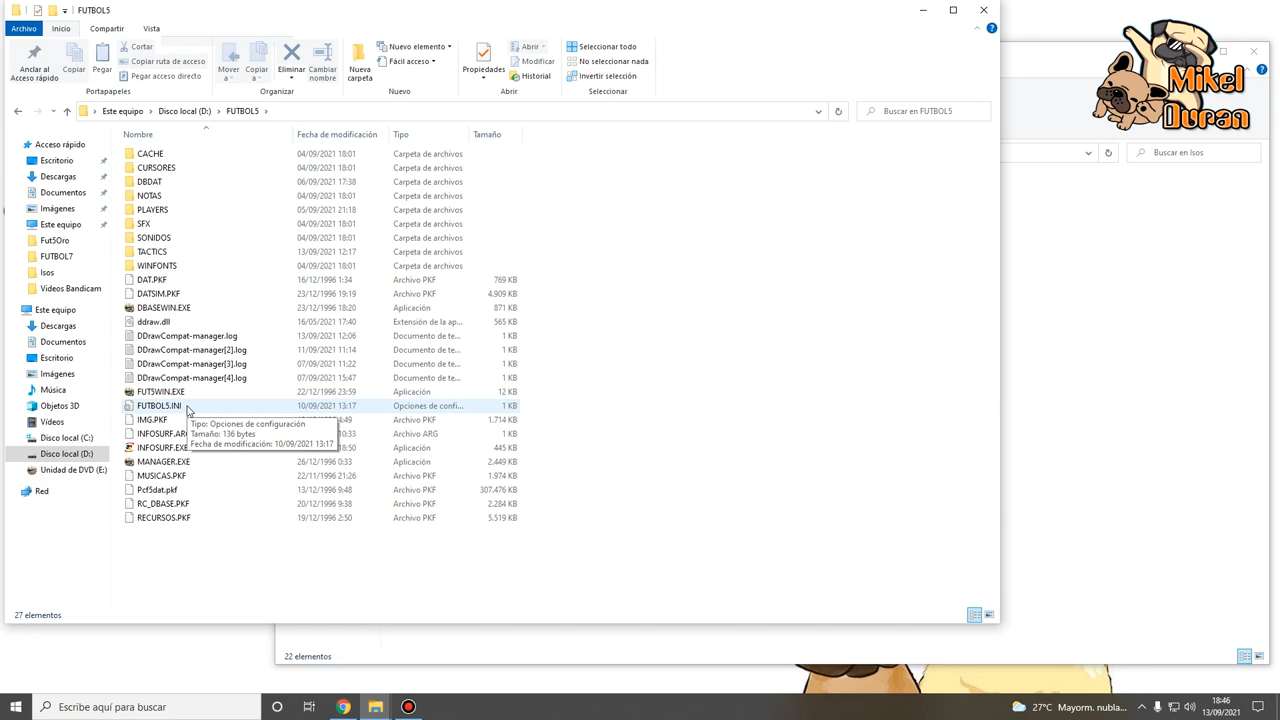 FUTBOL5
Archivo Inicio Compartir Vista
Anclar al Acceso rápido
Copiar
Pegar
Cortar
Copiar ruta de acceso
Pegar acceso directo
Portapapeles
Mover a
Copiar a
Eliminar
Cambiar nombre
Organizar
Nueva carpeta
Nuevo elemento
Fácil acceso
Nuevo
Propiedades
Abrir
Modificar
Historial
Abrir
Seleccionar todo
No seleccionar nada
Invertir selección
Seleccionar
Mikel
Duran
Este equipo > Disco local (D:) > FUTBOL5 >
Buscar en FUTBOL5
Buscar en Isos
Acceso rápido
Escritorio
Descargas
Documentos
Imágenes
Este equipo
Fut5Oro
FUTBOL7
Isos
Videos Bandicam
Este equipo
Descargas
Documentos
Escritorio
Imágenes
Música
Objetos 3D
Vídeos
Disco local (C:)
Disco local (D:)
Unidad de DVD (E:)
Red
Nombre Fecha de modificación Tipo Tamaño
CACHE 04/09/2021 18:01 Carpeta de archivos
CURSORES 04/09/2021 18:01 Carpeta de archivos
DBDAT 06/09/2021 17:38 Carpeta de archivos
NOTAS 04/09/2021 18:01 Carpeta de archivos
PLAYERS 05/09/2021 21:18 Carpeta de archivos
SFX 04/09/2021 18:01 Carpeta de archivos
SONIDOS 04/09/2021 18:01 Carpeta de archivos
TACTICS 13/09/2021 12:17 Carpeta de archivos
WINFONTS 04/09/2021 18:01 Carpeta de archivos
DAT.PKF 16/12/1996 1:34 Archivo PKF 769 KB
DATSIM.PKF 23/12/1996 19:19 Archivo PKF 4.909 KB
DBASEWIN.EXE 23/12/1996 18:20 Aplicación 871 KB
ddraw.dll 16/05/2021 17:40 Extensión de la ap... 565 KB
DDrawCompat-manager.log 13/09/2021 12:06 Documento de te... 1 KB
DDrawCompat-manager[2].log 11/09/2021 11:14 Documento de te... 1 KB
DDrawCompat-manager[3].log 07/09/2021 11:22 Documento de te... 1 KB
DDrawCompat-manager[4].log 07/09/2021 15:47 Documento de te... 1 KB
FUT5WIN.EXE 22/12/1996 23:59 Aplicación 12 KB
FUTBOL5.INI 10/09/2021 13:17 Opciones de confi... 1 KB
IMG.PKF 4:49 Archivo PKF 1.714 KB
INFOSURF.ARG 10:33 Archivo ARG 1 KB
INFOSURF.EXE 18:50 Aplicación 445 KB
MANAGER.EXE 26/12/1996 0:33 Aplicación 2.449 KB
MUSICAS.PKF 22/11/1996 21:26 Archivo PKF 1.974 KB
Pcf5dat.pkf 13/12/1996 9:48 Archivo PKF 307.476 KB
RC_DBASE.PKF 20/12/1996 9:38 Archivo PKF 2.284 KB
RECURSOS.PKF 19/12/1996 2:50 Archivo PKF 5.519 KB
Tipo: Opciones de configuración
Tamaño: 136 bytes
Fecha de modificación: 10/09/2021 13:17
27 elementos
22 elementos
Escribe aquí para buscar
27°C Mayorm. nubla...
18:46
13/09/2021